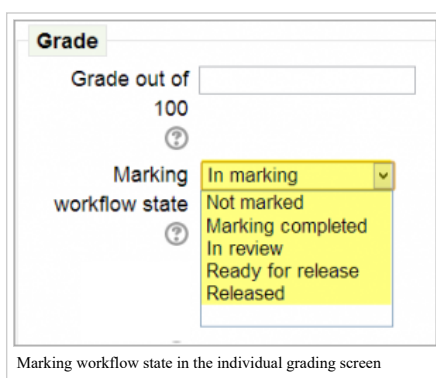 Grade
Grade out of
100
?
Marking In marking
workflow state Not marked
? Marking completed
In review
Ready for release
Released
Marking workflow state in the individual grading screen